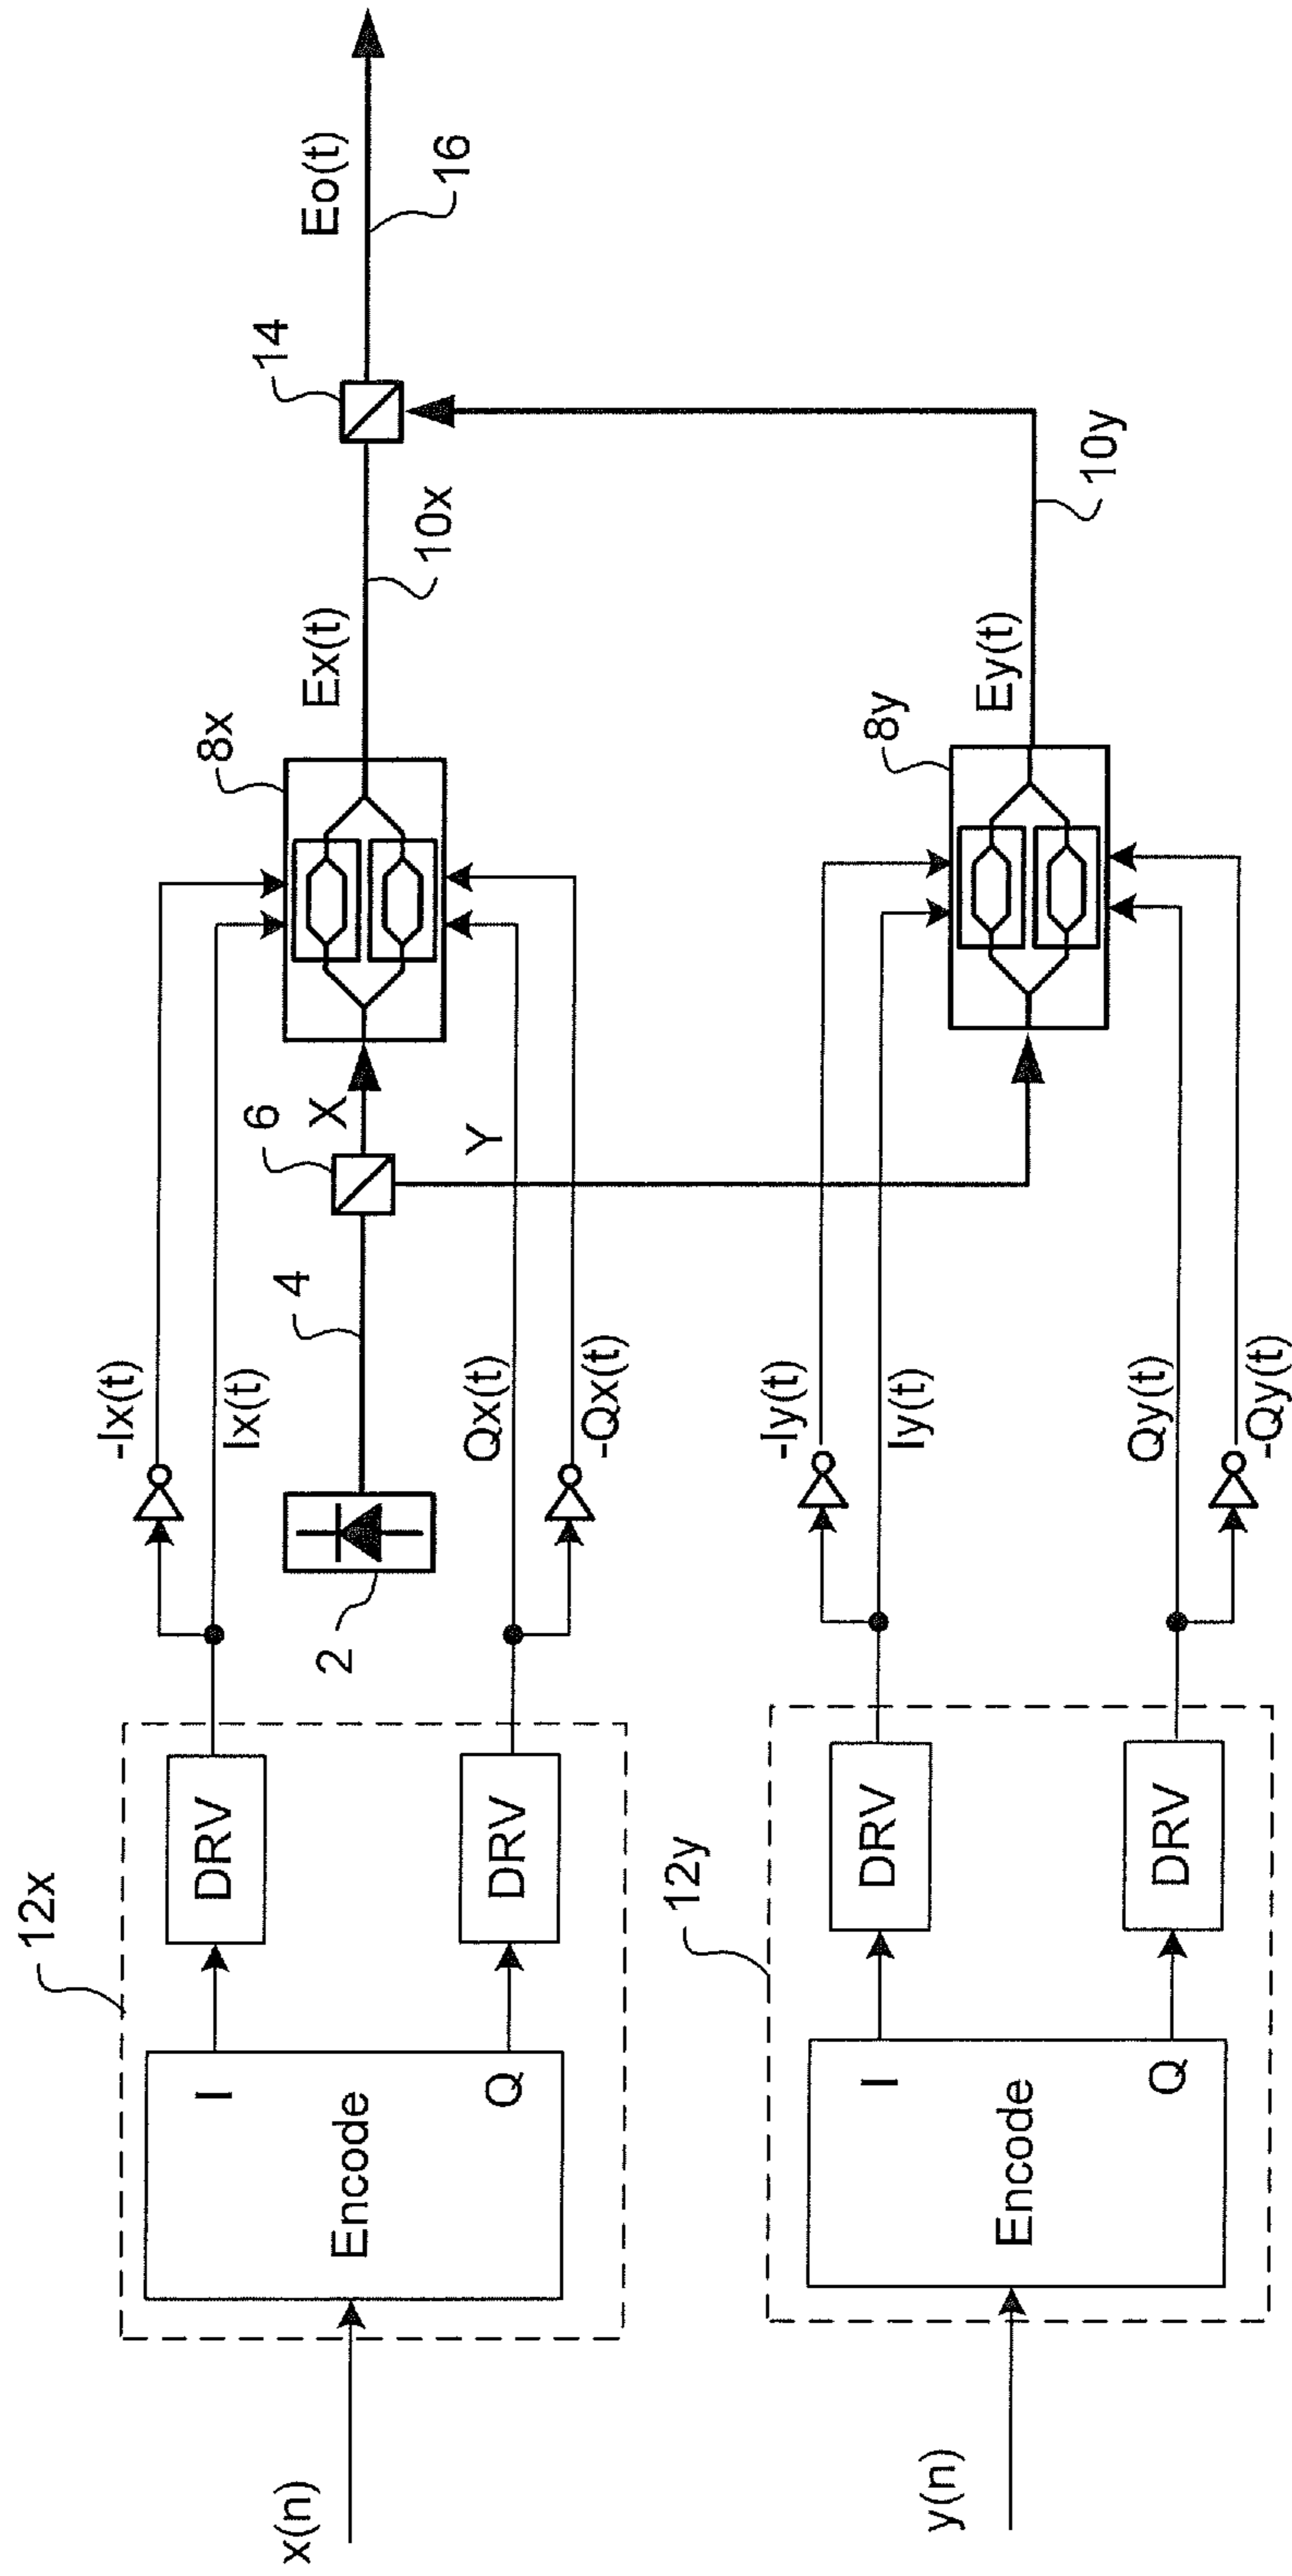 x(n)
12x
Encode
I
Q
DRV
DRV
-Ix(t)
Ix(t)
Qx(t)
-Qx(t)
2
4
6
X
Y
8x
Ex(t)
10x
14
Eo(t)
16
y(n)
12y
Encode
I
Q
DRV
DRV
-Iy(t)
Iy(t)
Qy(t)
-Qy(t)
8y
Ey(t)
10y